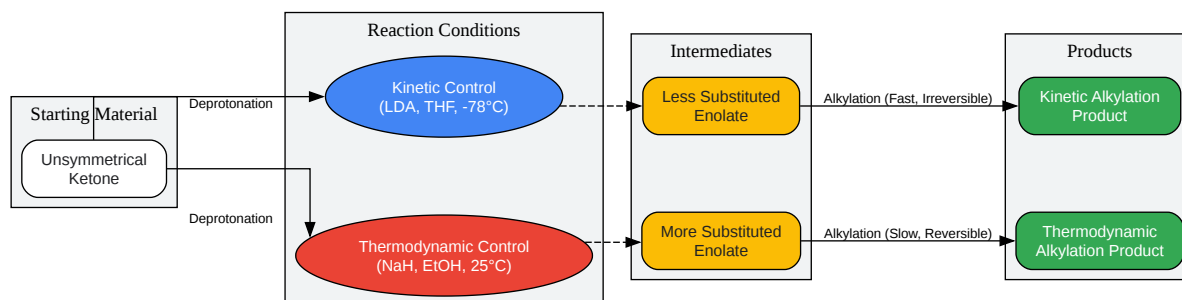 Reaction Conditions
Kinetic Control
(LDA, THF, -78°C)
Thermodynamic Control
(NaH, EtOH, 25°C)
Starting Material
Unsymmetrical
Ketone
Deprotonation
Deprotonation
Intermediates
Less Substituted
Enolate
More Substituted
Enolate
Alkylation (Fast, Irreversible)
Alkylation (Slow, Reversible)
Products
Kinetic Alkylation
Product
Thermodynamic
Alkylation Product